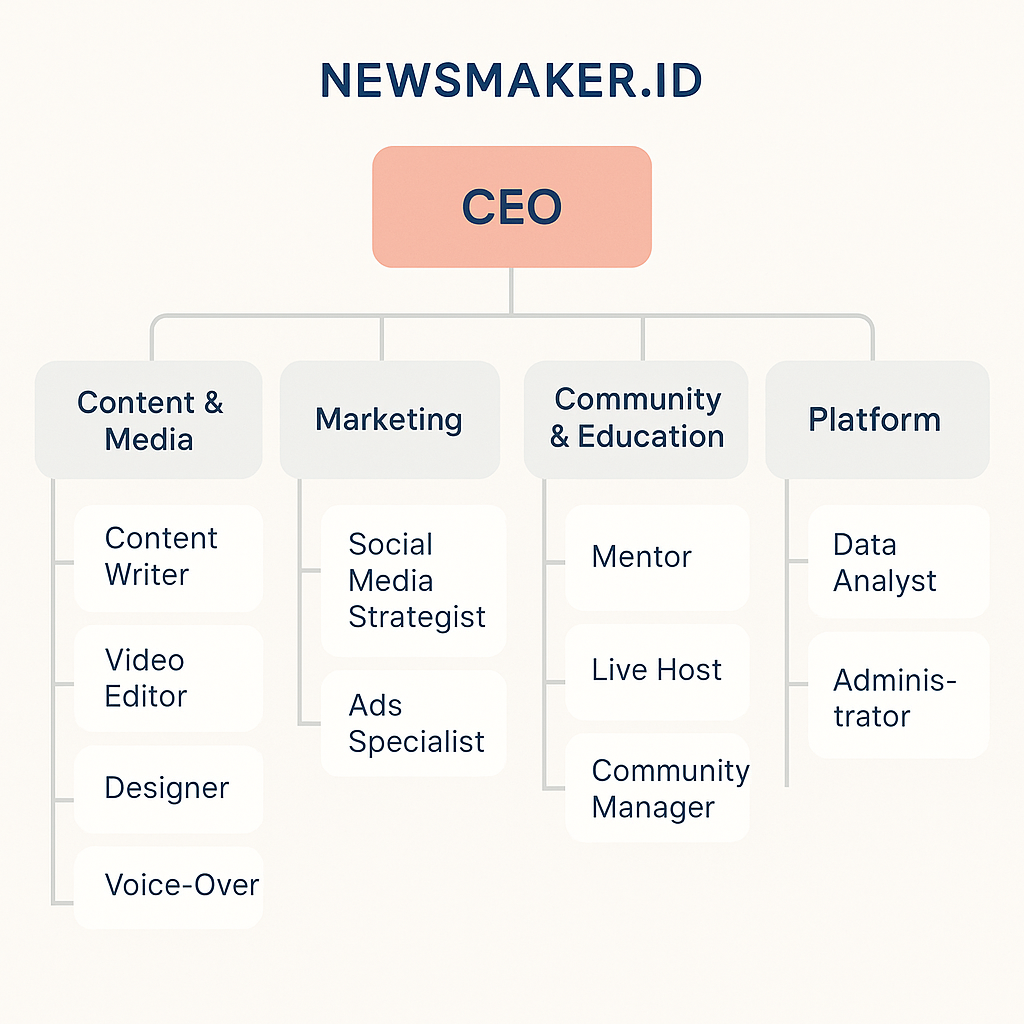 NEWSMAKER.ID
CEO
Content &
Media
Marketing
Community
& Education
Platform
Content
Writer
Video
Editor
Designer
Voice-Over
Social
Media
Strategist
Ads
Specialist
Mentor
Live Host
Community
Manager
Data
Analyst
Adminis-
trator